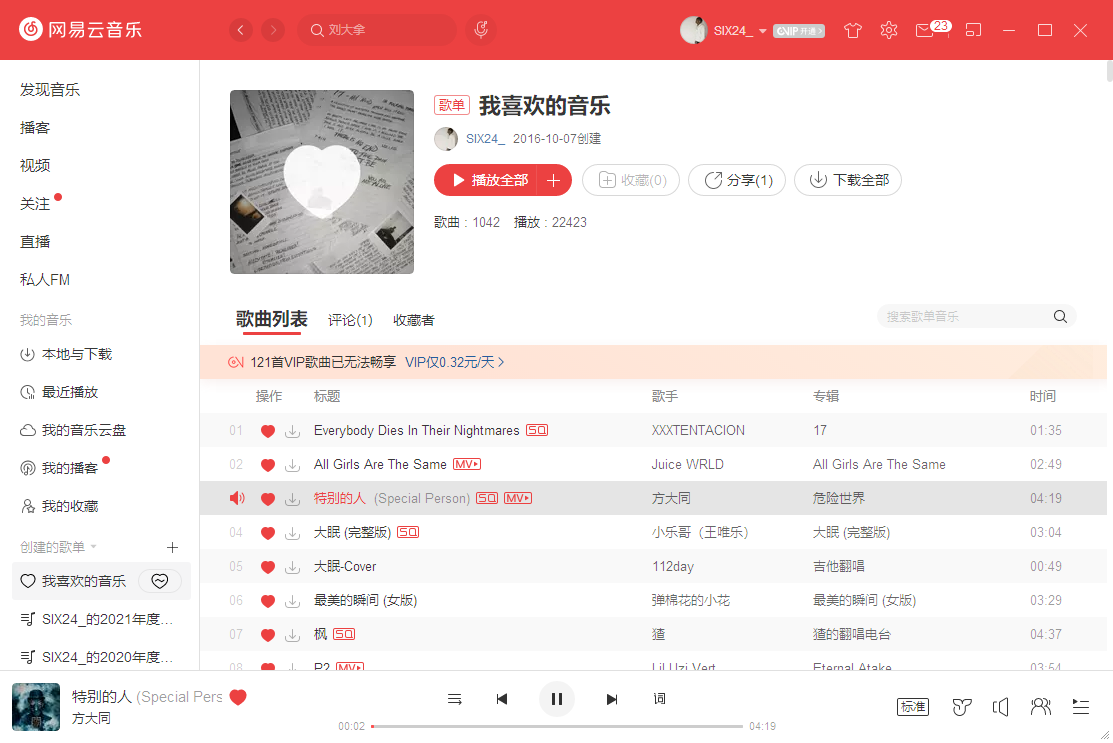 网易云音乐
刘大拿
SIX24_
VIP 开通
23
发现音乐
播客
视频
关注
直播
私人FM
我的音乐
本地与下载
最近播放
我的音乐云盘
我的播客
我的收藏
创建的歌单
我喜欢的音乐
SIX24_的2021年度...
SIX24_的2020年度...
歌单 我喜欢的音乐
SIX24_ 2016-10-07创建
播放全部 收藏(0) 分享(1) 下载全部
歌曲 : 1042 播放 : 22423
歌曲列表 评论(1) 收藏者
搜索歌单音乐
121首VIP歌曲已无法畅享 VIP仅0.32元/天
操作 标题 歌手 专辑 时间
01 Everybody Dies In Their Nightmares SQ XXXTENTACION 17 01:35
02 All Girls Are The Same MV Juice WRLD All Girls Are The Same 02:49
特别的人 (Special Person) SQ MV 方大同 危险世界 04:19
04 大眠 (完整版) SQ 小乐哥（王唯乐） 大眠 (完整版) 03:04
05 大眠-Cover 112day 吉他翻唱 00:49
06 最美的瞬间 (女版) 弹棉花的小花 最美的瞬间 (女版) 03:29
07 枫 SQ 猹 猹的翻唱电台 04:37
08 P2 MV Lil Uzi Vert Eternal Atake 03:54
特别的人 (Special Pers
方大同
词
00:02 04:19
标准